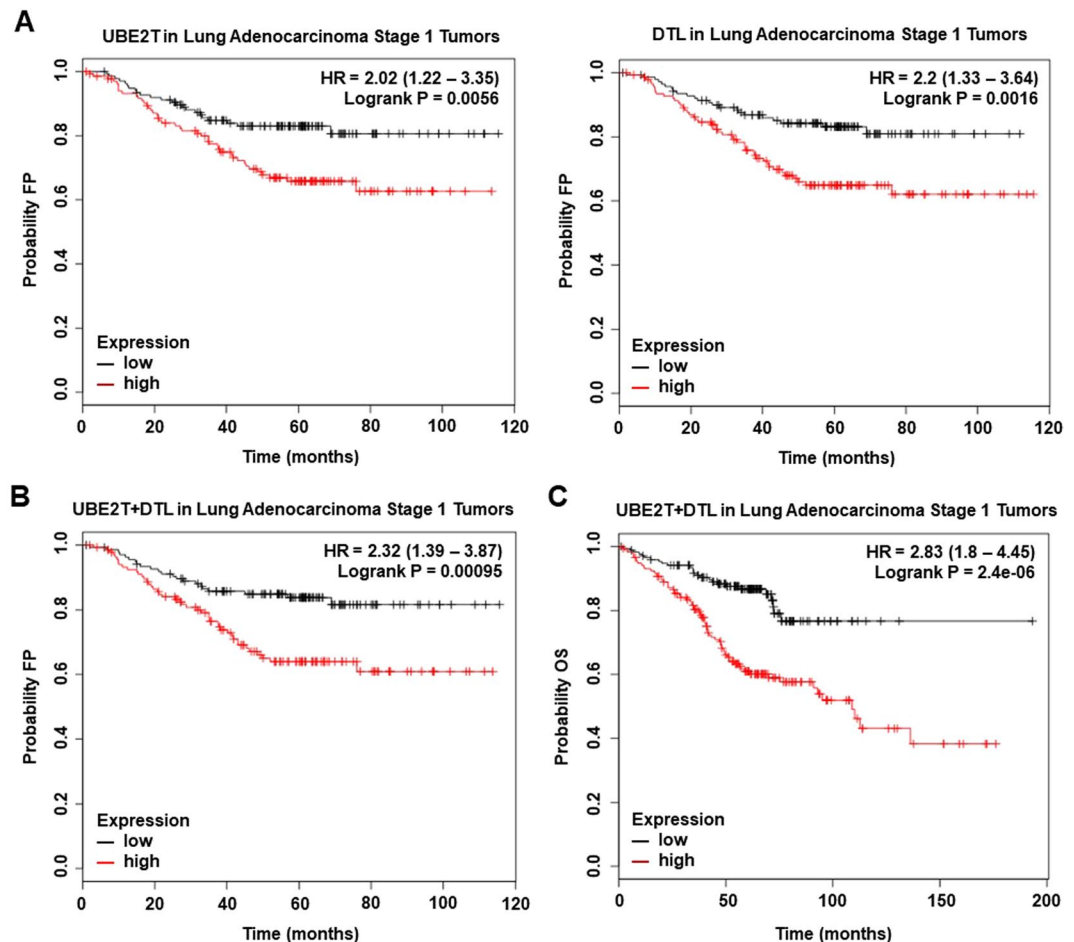 A
UBE2T in Lung Adenocarcinoma Stage 1 Tumors
HR = 2.02 (1.22 – 3.35)
Logrank P = 0.0056
Probability FP
1.0
0.8
0.6
0.4
0.2
0.0
Expression
low
high
0 20 40 60 80 100 120
Time (months)
DTL in Lung Adenocarcinoma Stage 1 Tumors
HR = 2.2 (1.33 – 3.64)
Logrank P = 0.0016
Probability FP
1.0
0.8
0.6
0.4
0.2
0.0
Expression
low
high
0 20 40 60 80 100 120
Time (months)
B
UBE2T+DTL in Lung Adenocarcinoma Stage 1 Tumors
HR = 2.32 (1.39 – 3.87)
Logrank P = 0.00095
Probability FP
1.0
0.8
0.6
0.4
0.2
0.0
Expression
low
high
0 20 40 60 80 100 120
Time (months)
C
UBE2T+DTL in Lung Adenocarcinoma Stage 1 Tumors
HR = 2.83 (1.8 – 4.45)
Logrank P = 2.4e-06
Probability OS
1.0
0.8
0.6
0.4
0.2
0.0
Expression
low
high
0 50 100 150 200
Time (months)